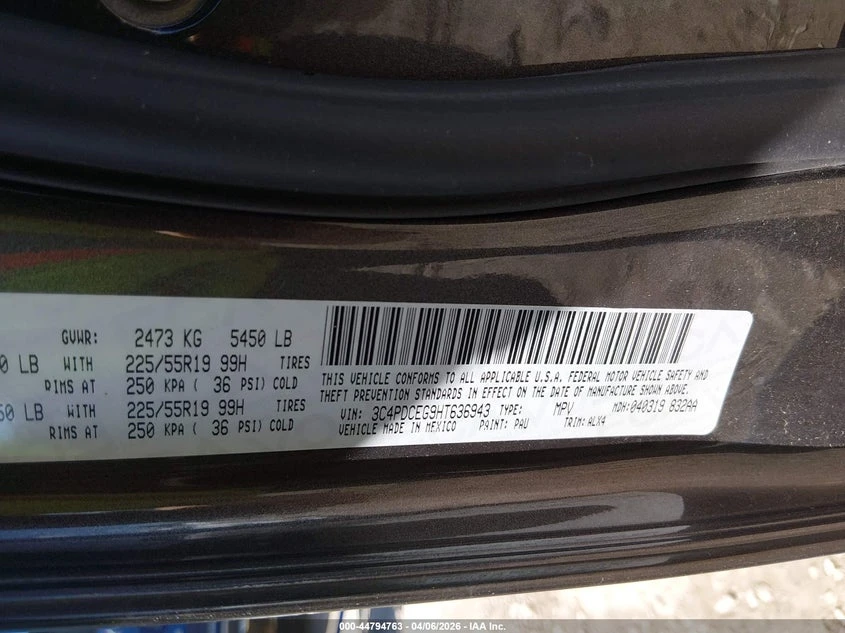 GVWR: 2473 KG 5450 LB
0 LB WITH 225/55R19 99H TIRES
RIMS AT 250 KPA ( 36 PSI) COLD
50 LB WITH 225/55R19 99H TIRES
RIMS AT 250 KPA ( 36 PSI) COLD
THIS VEHICLE CONFORMS TO ALL APPLICABLE U.S.A. FEDERAL MOTOR VEHICLE SAFETY AND
THEFT PREVENTION STANDARDS IN EFFECT ON THE DATE OF MANUFACTURE SHOWN ABOVE.
VIN: 3C4PDCEG9HT636943 TYPE: MPV MDH: 040319 832AA
VEHICLE MADE IN MEXICO PAINT: PAU TRIM: ALX4
000-44794763 - 04/06/2026 - IAA Inc.